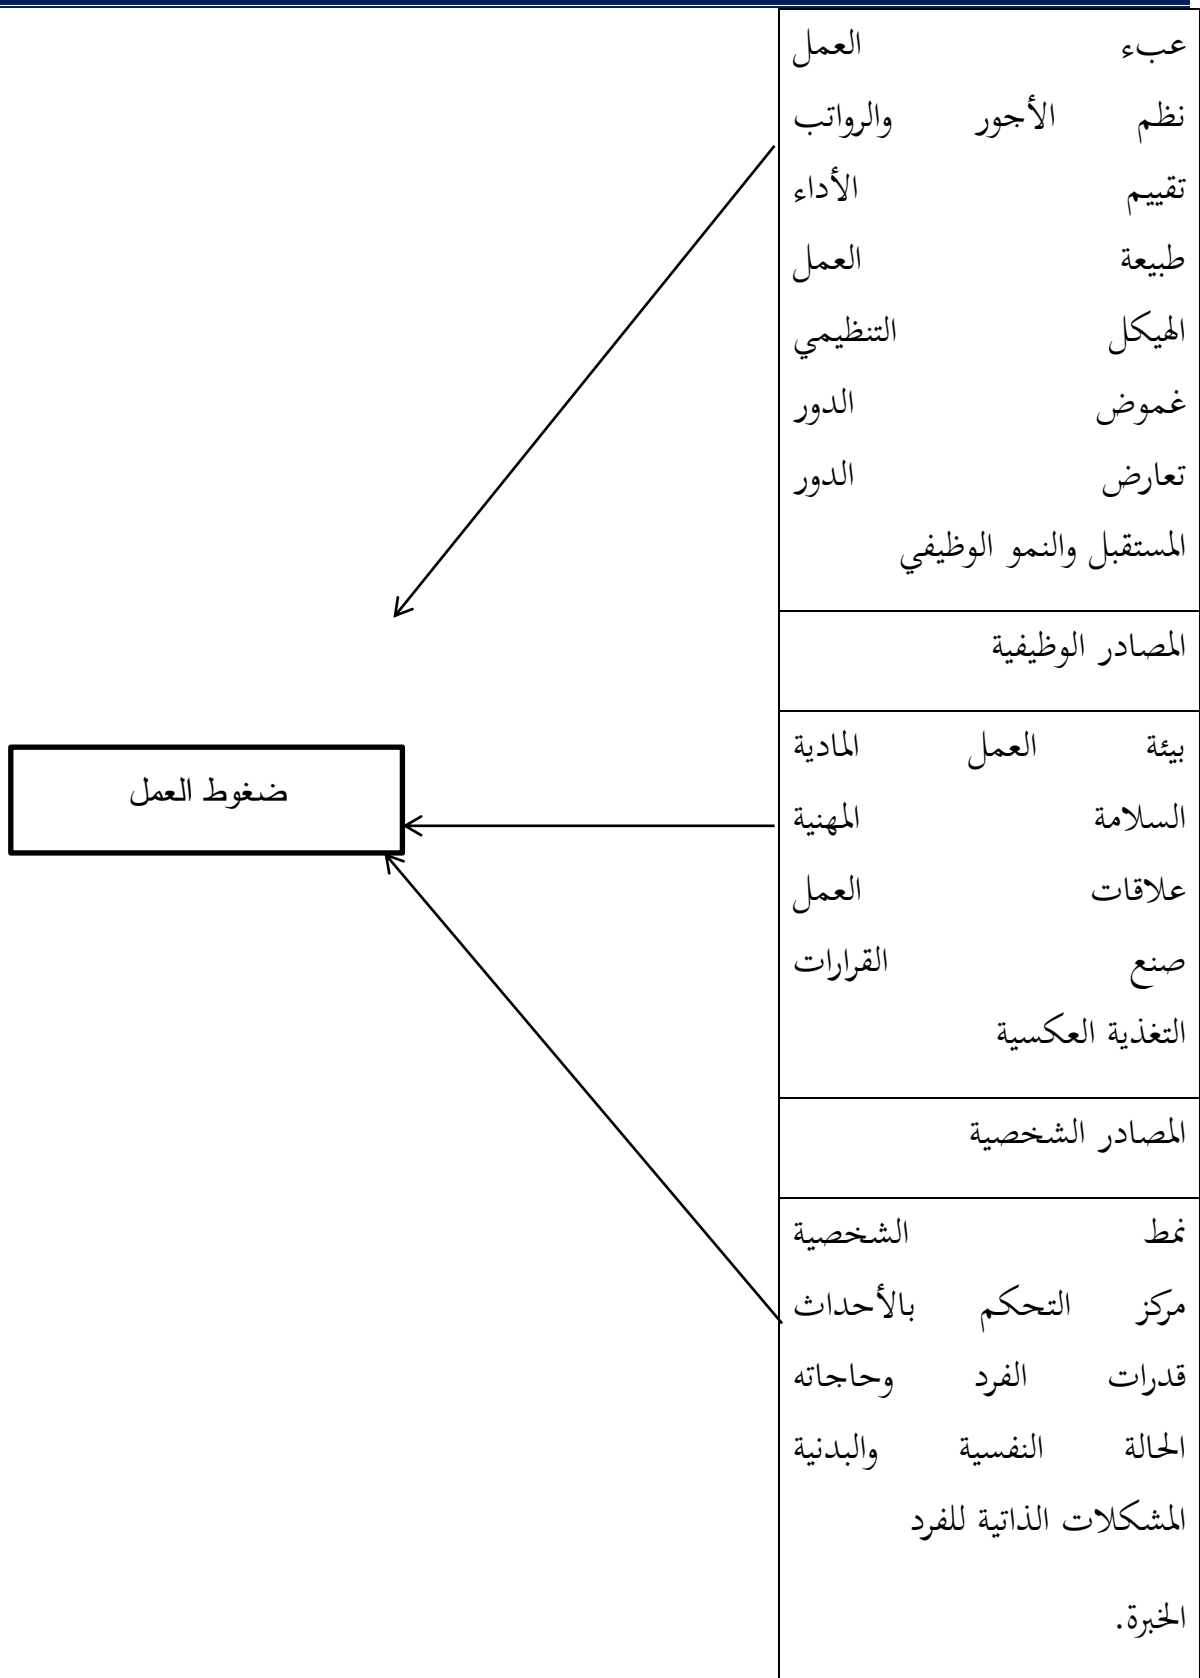 عبء العمل
نظم الأجور والرواتب
تقييم الأداء
طبيعة العمل
الهيكل التنظيمي
غموض الدور
تعارض الدور
المستقبل والنمو الوظيفي
المصادر الوظيفية
بيئة العمل المادية
السلامة المهنية
علاقات العمل
صنع القرارات
التغذية العكسية
المصادر الشخصية
نمط الشخصية
مركز التحكم بالأحداث
قدرات الفرد وحاجاته
الحالة النفسية والبدنية
المشكلات الذاتية للفرد
الخبرة.
ضغوط العمل